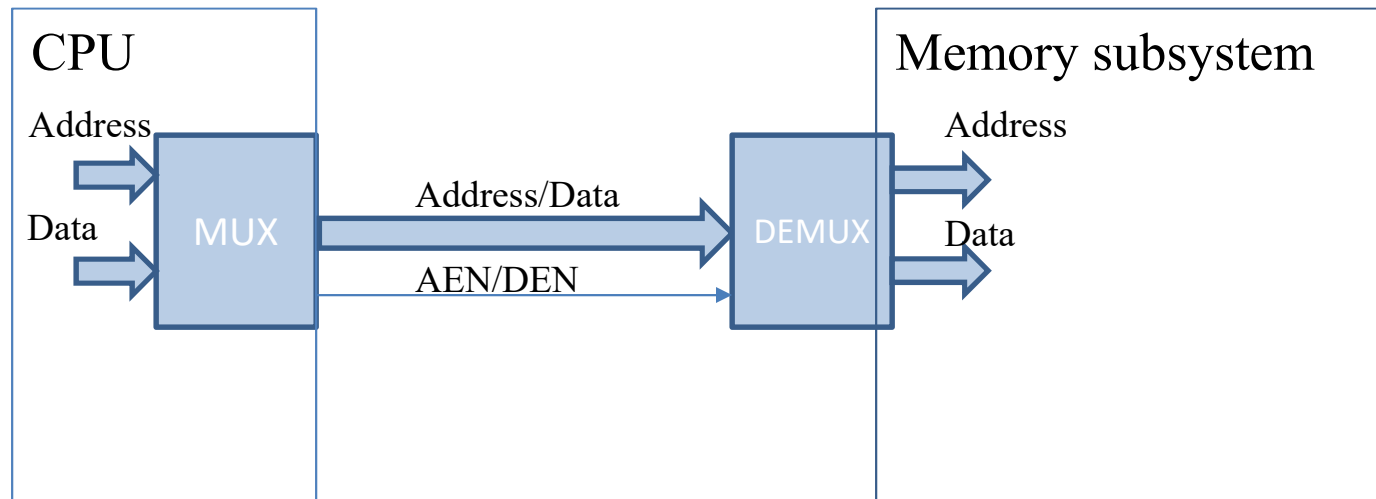 CPU
Memory subsystem
Address
Address
Address/Data
Data
MUX
DEMUX
Data
AEN/DEN